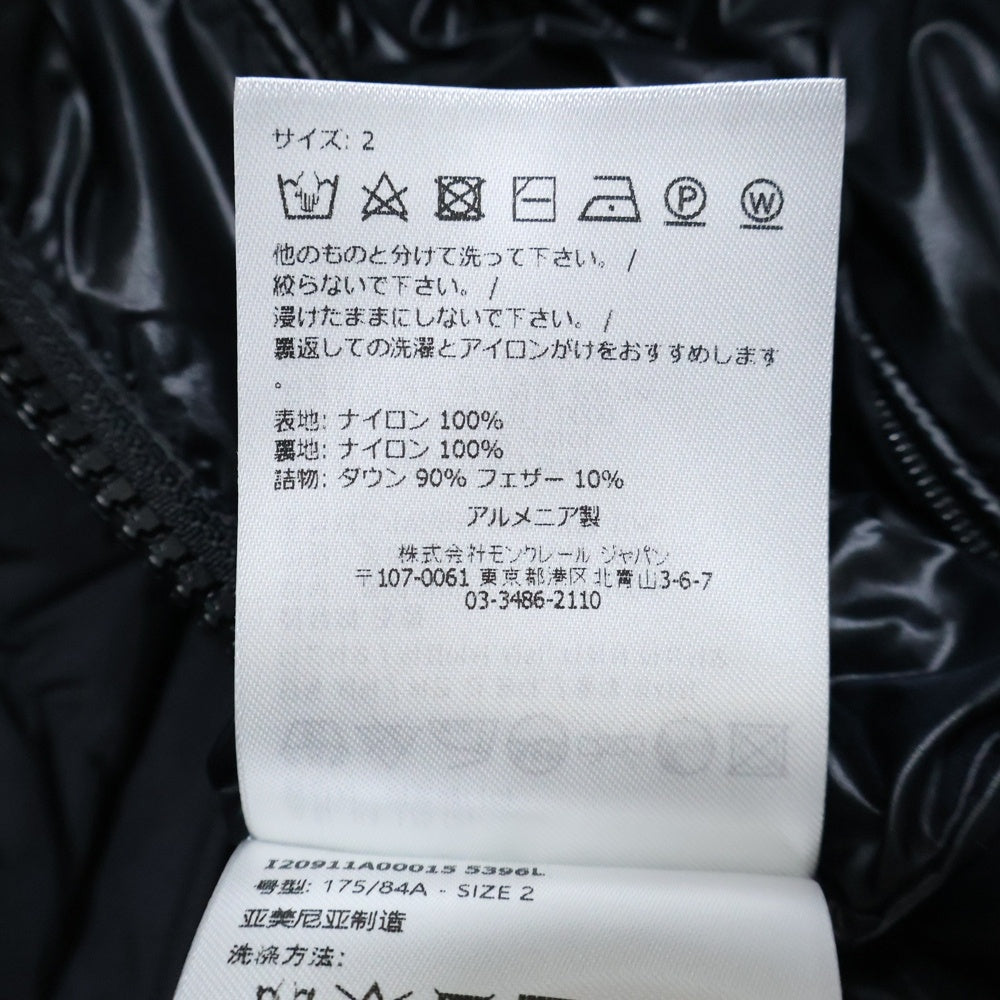 サイズ: 2
P W
他のものと分けて洗って下さい。 /
絞らないで下さい。 /
浸けたままにしないで下さい。 /
裏返しての洗濯とアイロンがけをおすすめします
。
表地: ナイロン 100%
裏地: ナイロン 100%
詰物: ダウン 90% フェザー 10%
アルメニア製
株式会社モンクレール ジャパン
〒107-0061 東京都港区北青山3-6-7
03-3486-2110
I20911A00015 5396L
号型: 175/84A - SIZE 2
亚美尼亚制造
洗涤方法: